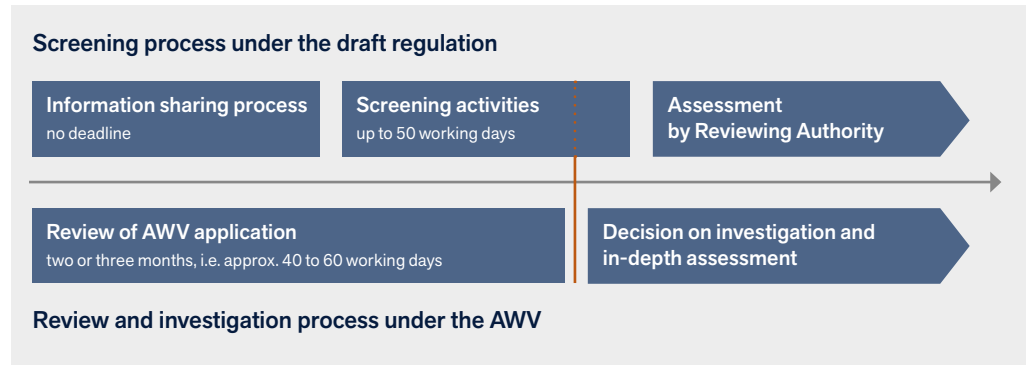 Screening process under the draft regulation
Information sharing process
no deadline
Screening activities
up to 50 working days
Assessment
by Reviewing Authority
Review of AWV application
two or three months, i.e. approx. 40 to 60 working days
Decision on investigation and
in-depth assessment
Review and investigation process under the AWV